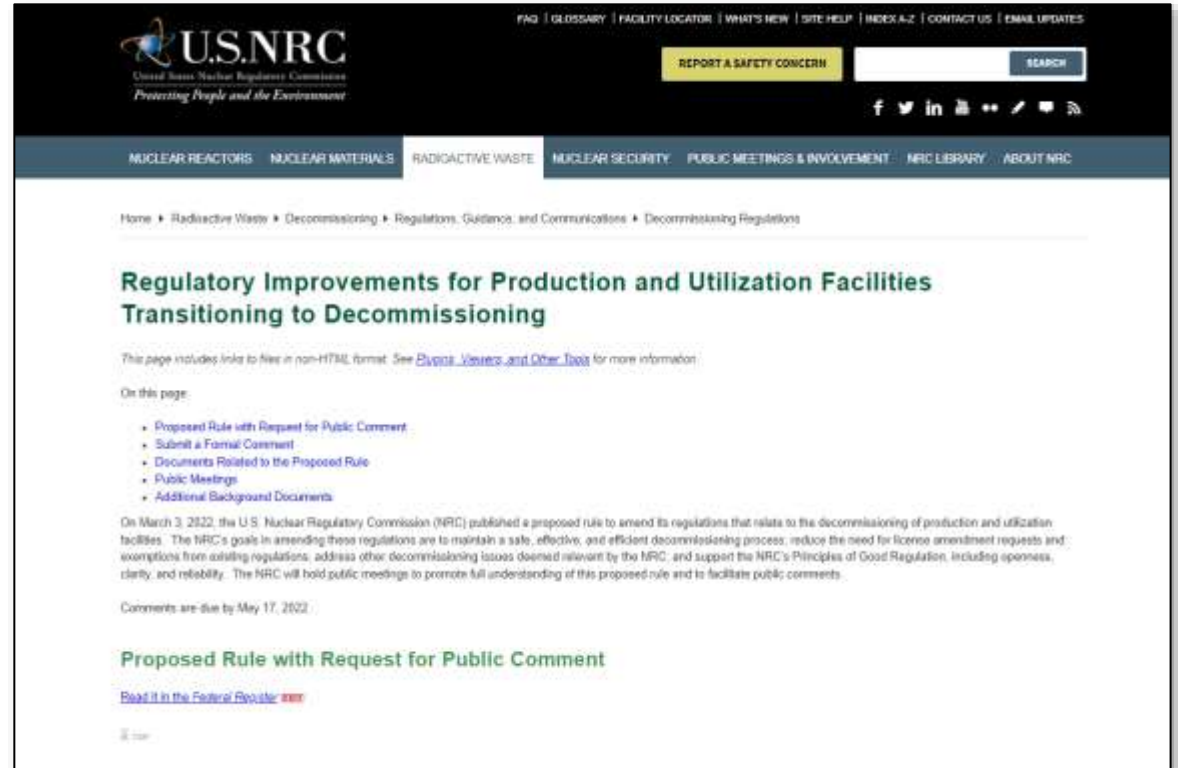 FAQ | GLOSSARY | FACILITY LOCATOR | WHAT'S NEW | SITE HELP | INDEX A-Z | CONTACT US | EMAIL UPDATES
U.S.NRC
United States Nuclear Regulatory Commission
Protecting People and the Environment
REPORT A SAFETY CONCERN
SEARCH
NUCLEAR REACTORS NUCLEAR MATERIALS RADIOACTIVE WASTE NUCLEAR SECURITY PUBLIC MEETINGS & INVOLVEMENT NRC LIBRARY ABOUT NRC
Home ▸ Radioactive Waste ▸ Decommissioning ▸ Regulations, Guidance, and Communications ▸ Decommissioning Regulations
Regulatory Improvements for Production and Utilization Facilities
Transitioning to Decommissioning
This page includes links to files in non-HTML format. See Plugins, Viewers, and Other Tools for more information.
On this page:
• Proposed Rule with Request for Public Comment
• Submit a Formal Comment
• Documents Related to the Proposed Rule
• Public Meetings
• Additional Background Documents
On March 3, 2022, the U.S. Nuclear Regulatory Commission (NRC) published a proposed rule to amend its regulations that relate to the decommissioning of production and utilization
facilities. The NRC's goals in amending these regulations are to maintain a safe, effective, and efficient decommissioning process, reduce the need for license amendment requests and
exemptions from existing regulations, address other decommissioning issues deemed relevant by the NRC, and support the NRC's Principles of Good Regulation, including openness,
clarity, and reliability. The NRC will hold public meetings to promote full understanding of this proposed rule and to facilitate public comments.
Comments are due by May 17, 2022.
Proposed Rule with Request for Public Comment
Read it in the Federal Register